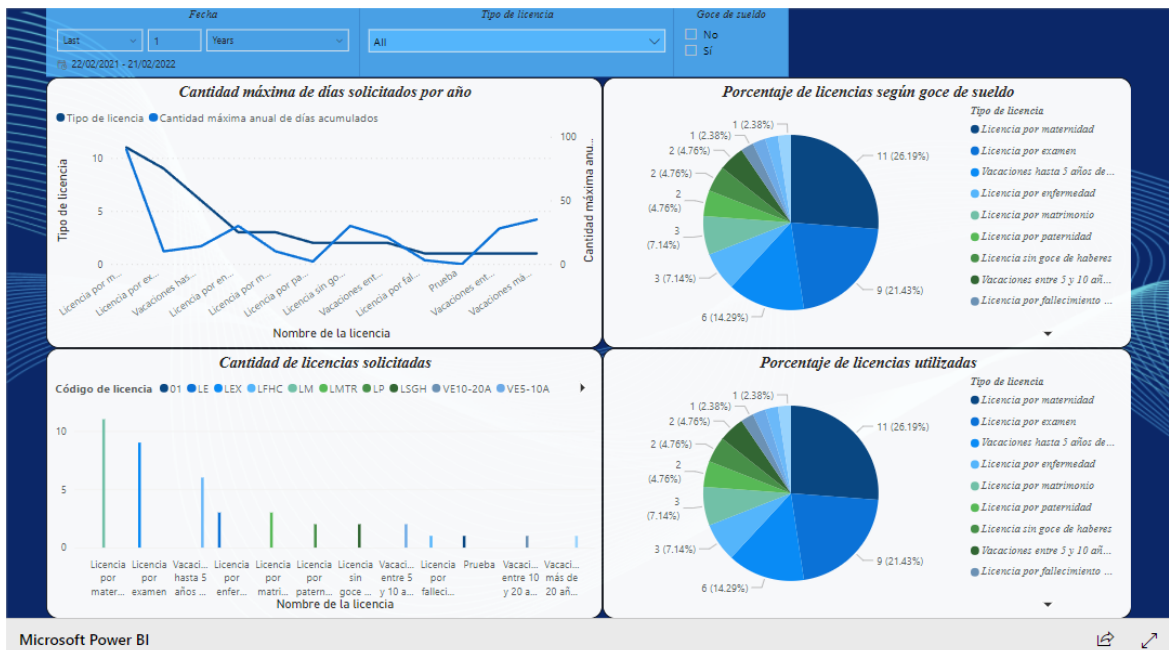 Fecha
Last
1
Years
22/02/2021 - 21/02/2022
Tipo de licencia
All
Goce de sueldo
No
Sí
Cantidad máxima de días solicitados por año
Tipo de licencia
Cantidad máxima anual de días acumulados
Tipo de licencia
10
5
0
100
50
0
Cantidad máxima anu...
Licencia por m...
Licencia por ex...
Vacaciones has...
Licencia por en...
Licencia por m...
Licencia por pa...
Licencia sin go...
Vacaciones ent...
Licencia por fal...
Prueba
Vacaciones ent...
Vacaciones má...
Nombre de la licencia
Porcentaje de licencias según goce de sueldo
1 (2.38%)
1 (2.38%)
2 (4.76%)
2 (4.76%)
2
(4.76%)
3
(7.14%)
3 (7.14%)
6 (14.29%)
9 (21.43%)
11 (26.19%)
Tipo de licencia
Licencia por maternidad
Licencia por examen
Vacaciones hasta 5 años de...
Licencia por enfermedad
Licencia por matrimonio
Licencia por paternidad
Licencia sin goce de haberes
Vacaciones entre 5 y 10 añ...
Licencia por fallecimiento ...
Cantidad de licencias solicitadas
Código de licencia 01 LE LEX LFHC LM LMTR LP LSGH VE10-20A VE5-10A
10
5
0
Licencia por mater...
Licencia por examen
Vacaci... hasta 5 años ...
Licencia por enfer...
Licencia por matri...
Licencia por patern...
Licencia sin goce ...
Vacaci... entre 5 y 10 a...
Licencia por falleci...
Prueba
Vacaci... entre 10 y 20 a...
Vacaci... más de 20 añ...
Nombre de la licencia
Porcentaje de licencias utilizadas
1 (2.38%)
1 (2.38%)
2 (4.76%)
2 (4.76%)
2
(4.76%)
3
(7.14%)
3 (7.14%)
6 (14.29%)
9 (21.43%)
11 (26.19%)
Tipo de licencia
Licencia por maternidad
Licencia por examen
Vacaciones hasta 5 años de...
Licencia por enfermedad
Licencia por matrimonio
Licencia por paternidad
Licencia sin goce de haberes
Vacaciones entre 5 y 10 añ...
Licencia por fallecimiento ...
Microsoft Power BI